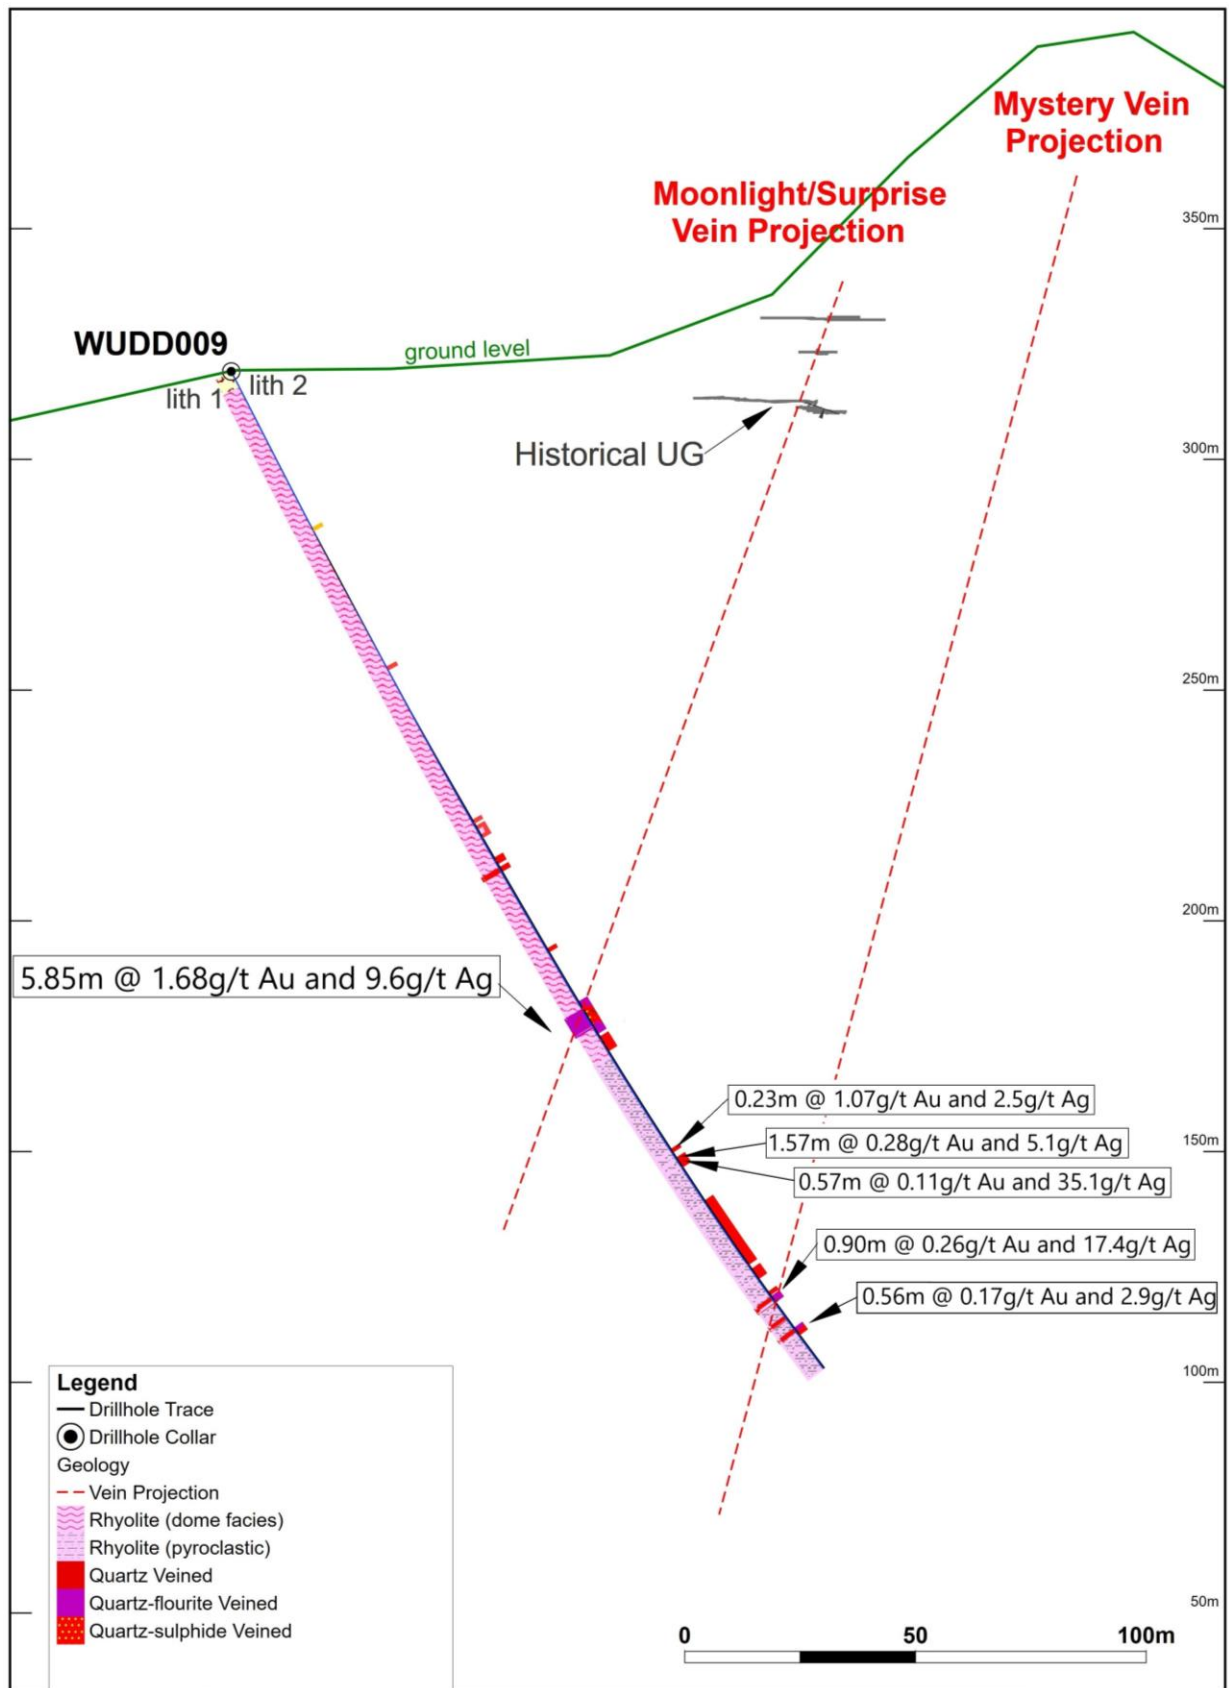 Mystery Vein
Projection
Moonlight/Surprise
Vein Projection
350m
WUDD009
ground level
lith 1
lith 2
Historical UG
300m
250m
200m
5.85m @ 1.68g/t Au and 9.6g/t Ag
0.23m @ 1.07g/t Au and 2.5g/t Ag
1.57m @ 0.28g/t Au and 5.1g/t Ag
150m
0.57m @ 0.11g/t Au and 35.1g/t Ag
0.90m @ 0.26g/t Au and 17.4g/t Ag
0.56m @ 0.17g/t Au and 2.9g/t Ag
100m
Legend
Drillhole Trace
Drillhole Collar
Geology
Vein Projection
Rhyolite (dome facies)
Rhyolite (pyroclastic)
Quartz Veined
Quartz-flourite Veined
Quartz-sulphide Veined
50m
0 50 100m